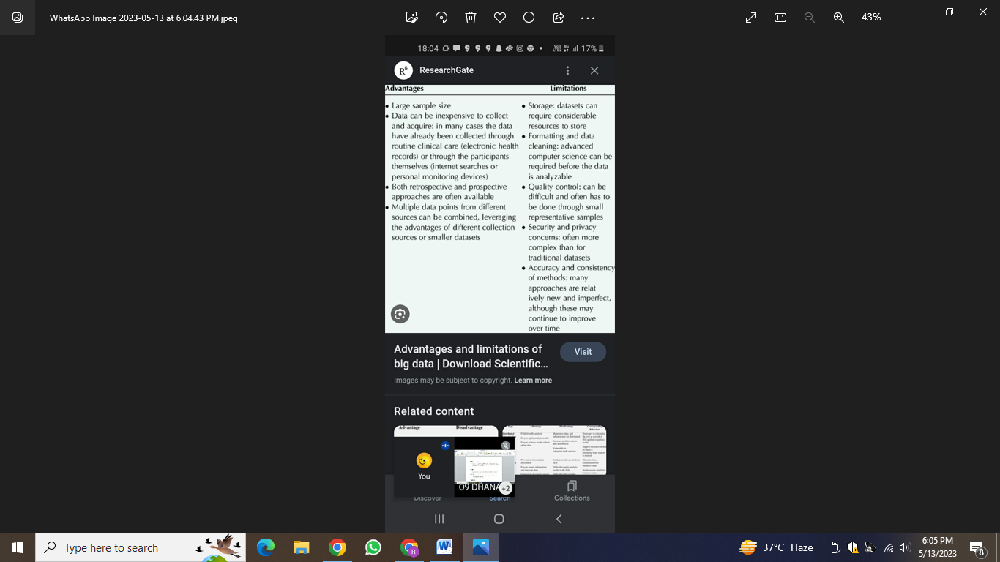 WhatsApp Image 2023-05-13 at 6.04.43 PM.jpeg
43%
18:04
17%
ResearchGate
Advantages
Limitations
• Large sample size
• Data can be inexpensive to collect
and acquire: in many cases the data
have already been collected through
routine clinical care (electronic health
records) or through the participants
themselves (internet searches or
personal monitoring devices)
• Both retrospective and prospective
approaches are often available
• Multiple data points from different
sources can be combined, leveraging
the advantages of different collection
sources or smaller datasets
• Storage: datasets can
require considerable
resources to store
• Formatting and data
cleaning: advanced
computer science can be
required before the data
is analyzable
• Quality control: can be
difficult and often has to
be done through small
representative samples
• Security and privacy
concerns: often more
complex than for
traditional datasets
• Accuracy and consistency
of methods: many
approaches are relat
ively new and imperfect,
although these may
continue to improve
over time
Advantages and limitations of
big data | Download Scientific...
Visit
Images may be subject to copyright. Learn more
Related content
Advantage
Disadvantage
Type Advantage Disadvantage
You
09 DHANA
+2
Discover
Search
Collections
Type here to search
37°C Haze
6:05 PM
5/13/2023
8